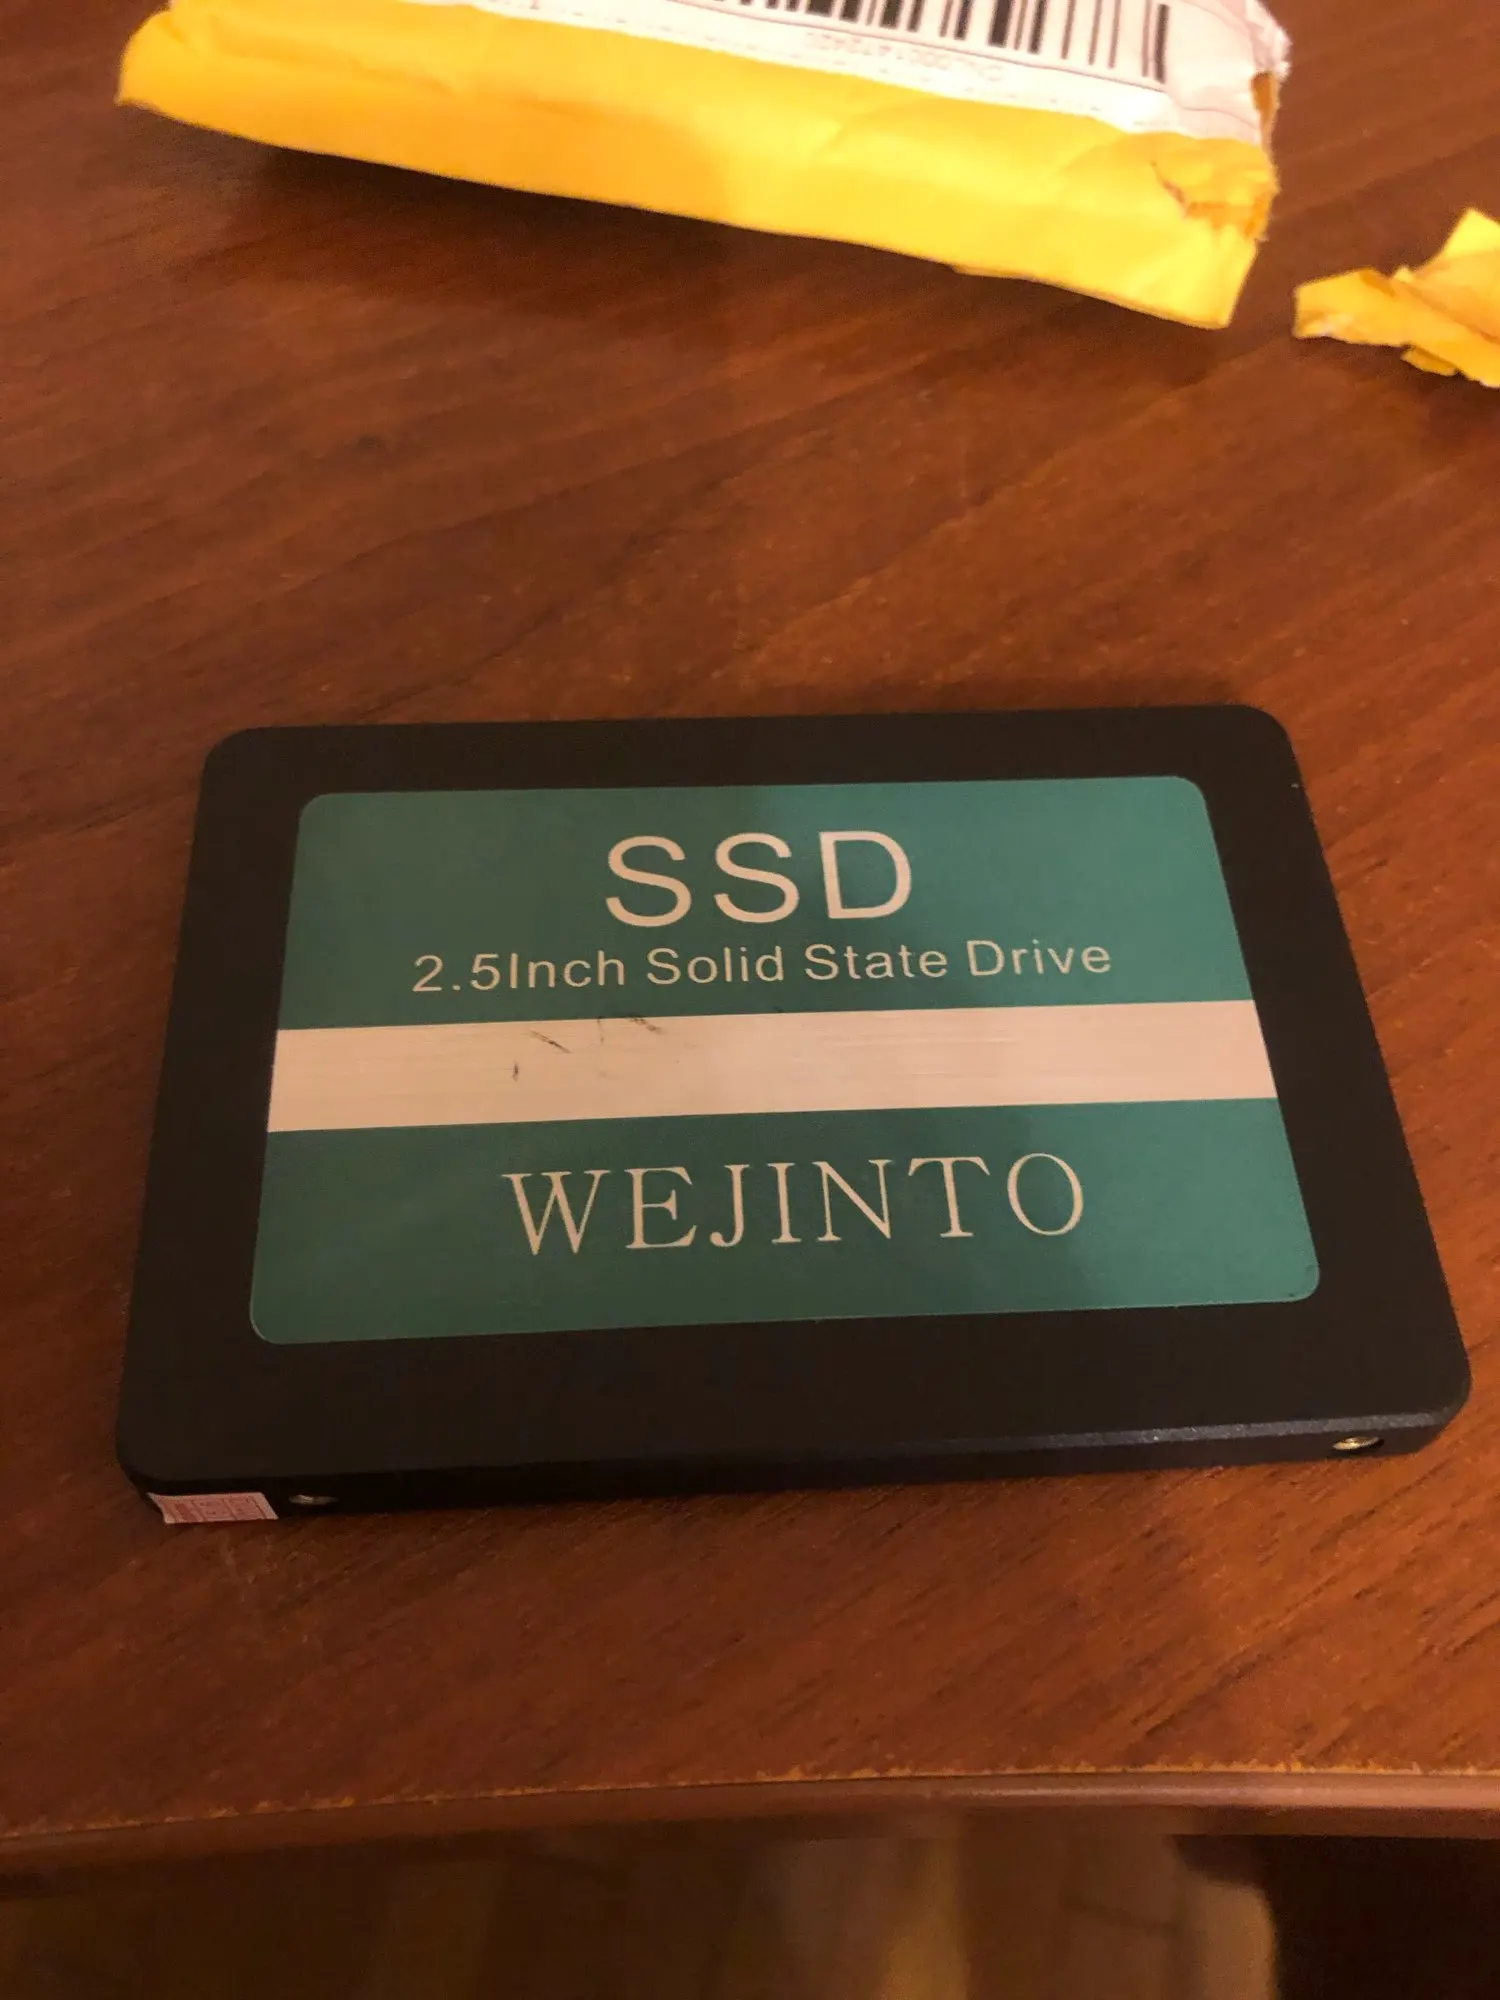 SSD
2.5Inch Solid State Drive
WEJINTO